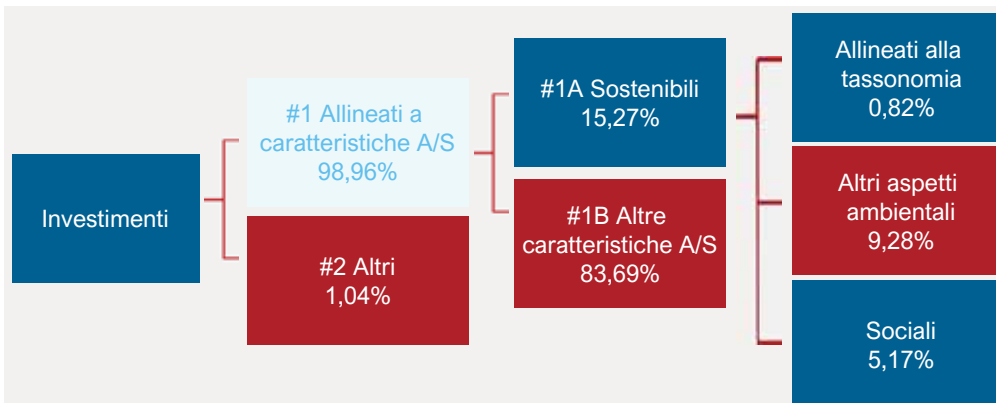 Investimenti
#1 Allineati a
caratteristiche A/S
98,96%
#2 Altri
1,04%
#1A Sostenibili
15,27%
#1B Altre
caratteristiche A/S
83,69%
Allineati alla
tassonomia
0,82%
Altri aspetti
ambientali
9,28%
Sociali
5,17%